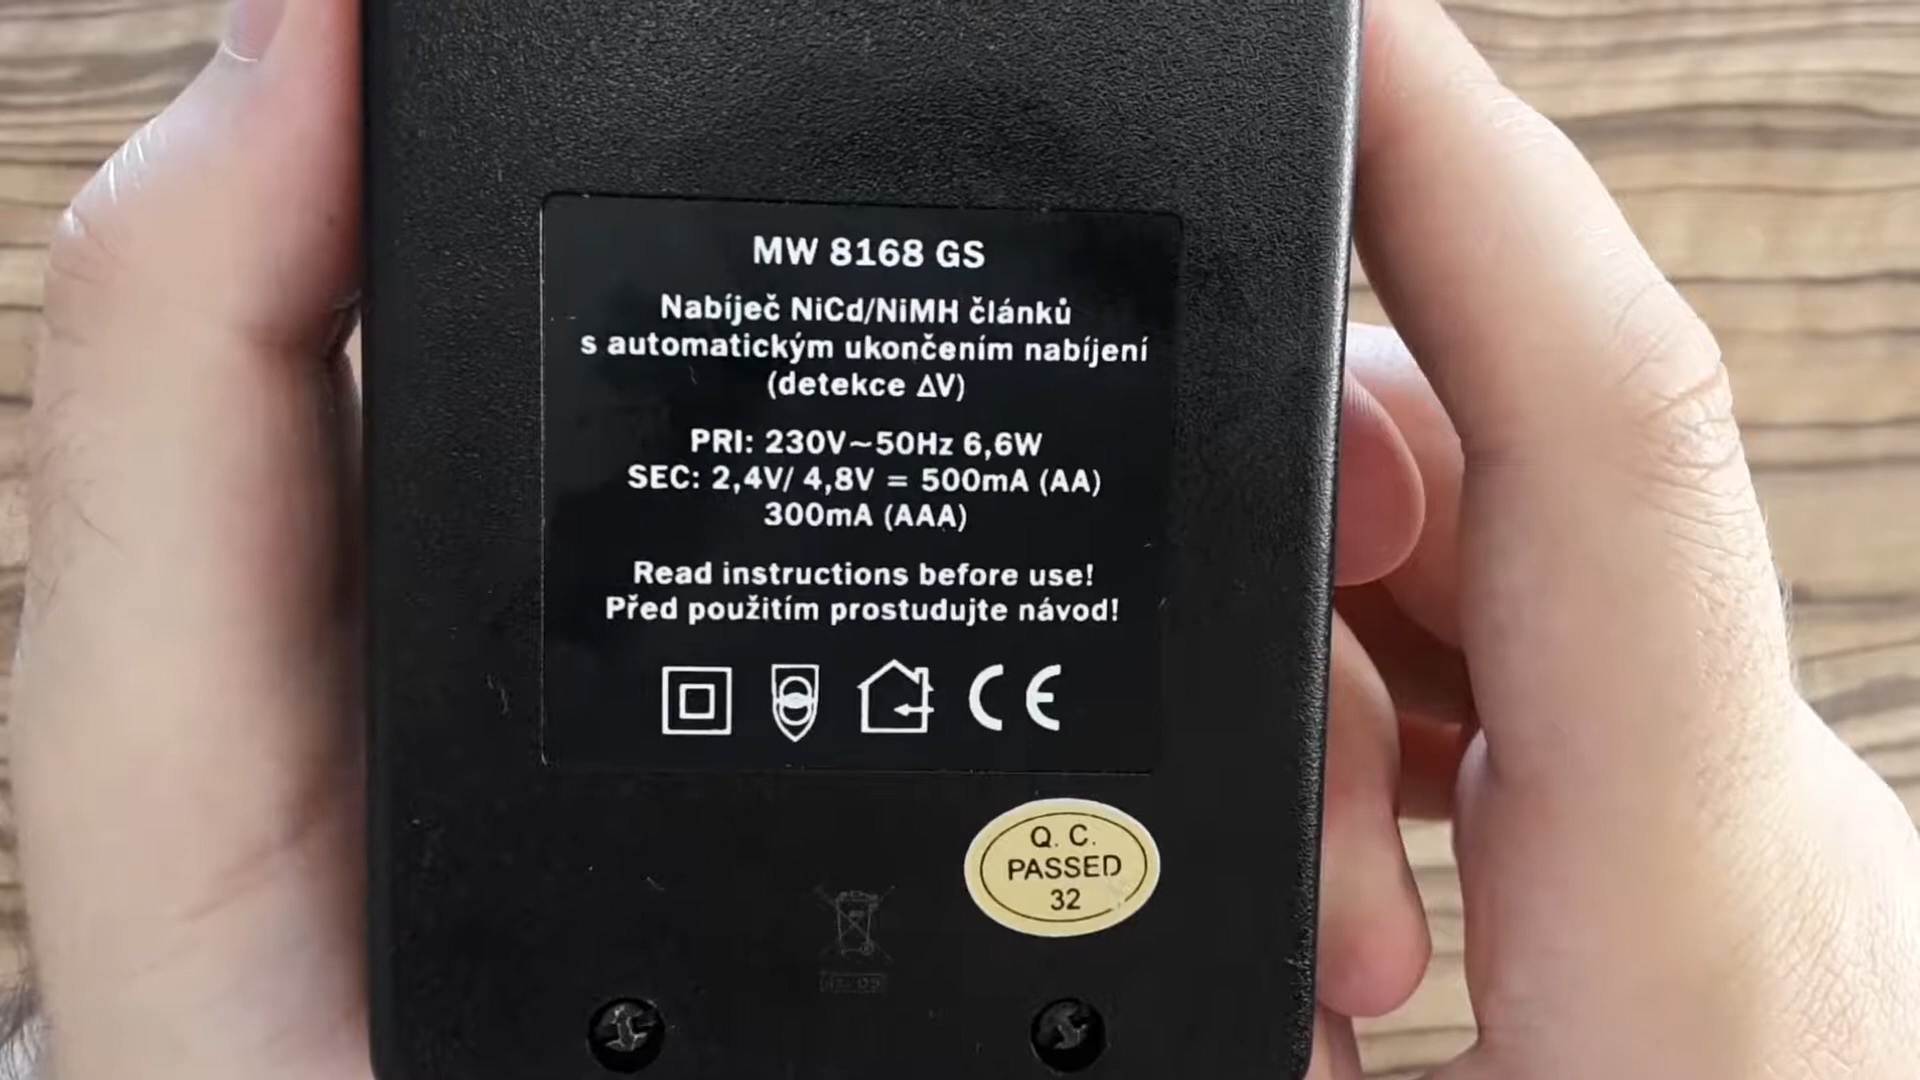 MW 8168 GS
Nabíječ NiCd/NiMH článků
s automatickým ukončením nabíjení
(detekce ΔV)
PRI: 230V~50Hz 6,6W
SEC: 2,4V/ 4,8V = 500mA (AA)
300mA (AAA)
Read instructions before use!
Před použitím prostudujte návod!
CE
Q. C.
PASSED
32